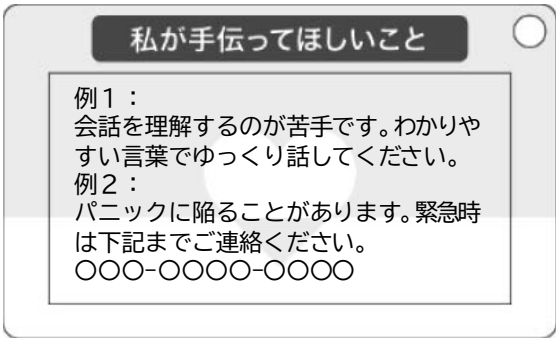 私が手伝ってほしいこと
例1：
会話を理解するのが苦手です。わかりや
すい言葉でゆっくり話してください。
例2：
パニックに陥ることがあります。緊急時
は下記までご連絡ください。
〇〇〇-〇〇〇〇-〇〇〇〇